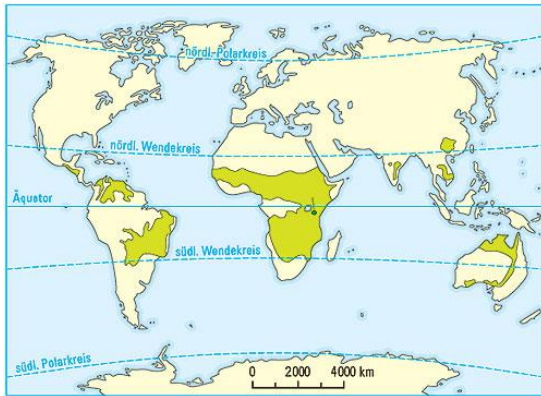 nördl. Polarkreis
nördl. Wendekreis
Äquator
südl. Wendekreis
südl. Polarkreis
0 2000 4000 km